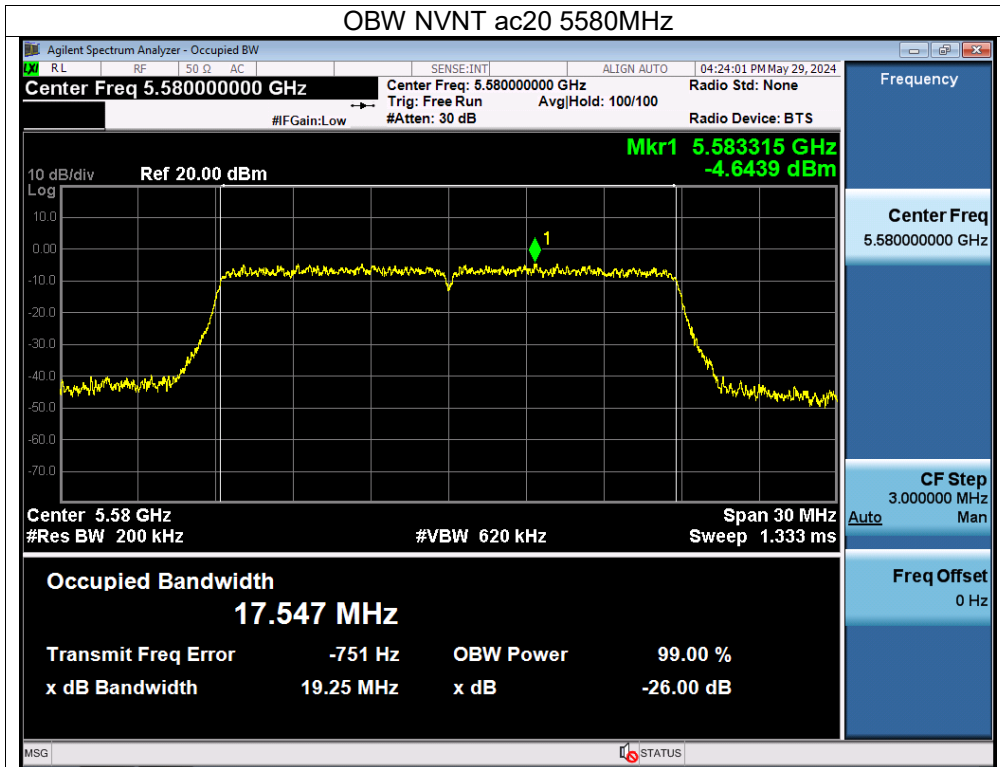 OBW NVNT ac20 5580MHz
Agilent Spectrum Analyzer - Occupied BW
LXI RL RF 50 Ω AC SENSE:INT ALIGN AUTO 04:24:01 PM May 29, 2024
Center Freq 5.580000000 GHz
Center Freq: 5.580000000 GHz
Radio Std: None
Trig: Free Run Avg|Hold: 100/100
#IFGain:Low
#Atten: 30 dB
Radio Device: BTS
Frequency
Mkr1 5.583315 GHz
-4.6439 dBm
10 dB/div Ref 20.00 dBm
Log
10.0
0.00
-10.0
-20.0
-30.0
-40.0
-50.0
-60.0
-70.0
1
Center 5.58 GHz
Span 30 MHz
#Res BW 200 kHz
#VBW 620 kHz
Sweep 1.333 ms
Center Freq
5.580000000 GHz
CF Step
3.000000 MHz
Auto Man
Freq Offset
0 Hz
Occupied Bandwidth
17.547 MHz
Transmit Freq Error -751 Hz OBW Power 99.00 %
x dB Bandwidth 19.25 MHz x dB -26.00 dB
MSG STATUS